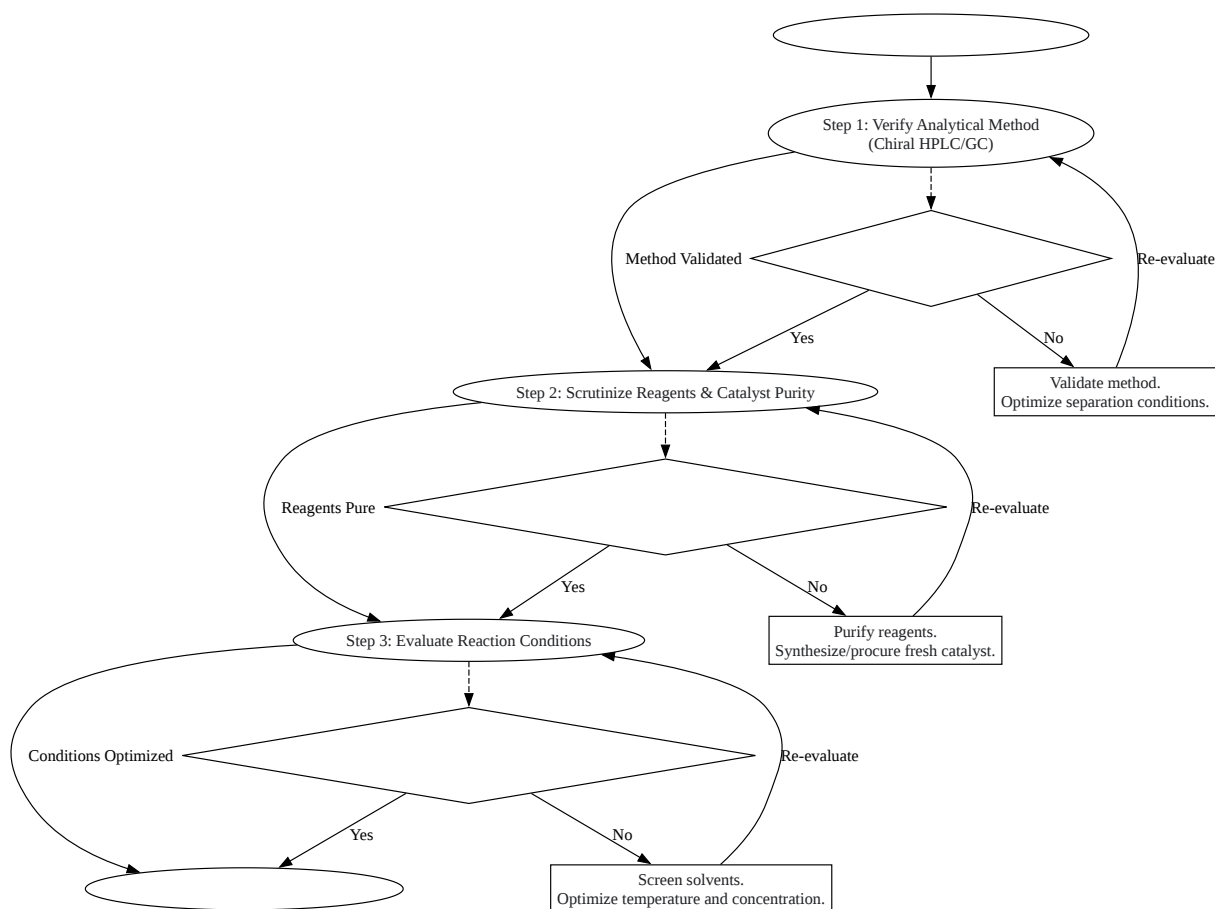 Step 1: Verify Analytical Method
(Chiral HPLC/GC)
Method Validated
Re-evaluate
Yes
No
Validate method.
Optimize separation conditions.
Step 2: Scrutinize Reagents & Catalyst Purity
Reagents Pure
Re-evaluate
Yes
No
Purify reagents.
Synthesize/procure fresh catalyst.
Step 3: Evaluate Reaction Conditions
Conditions Optimized
Re-evaluate
Yes
No
Screen solvents.
Optimize temperature and concentration.